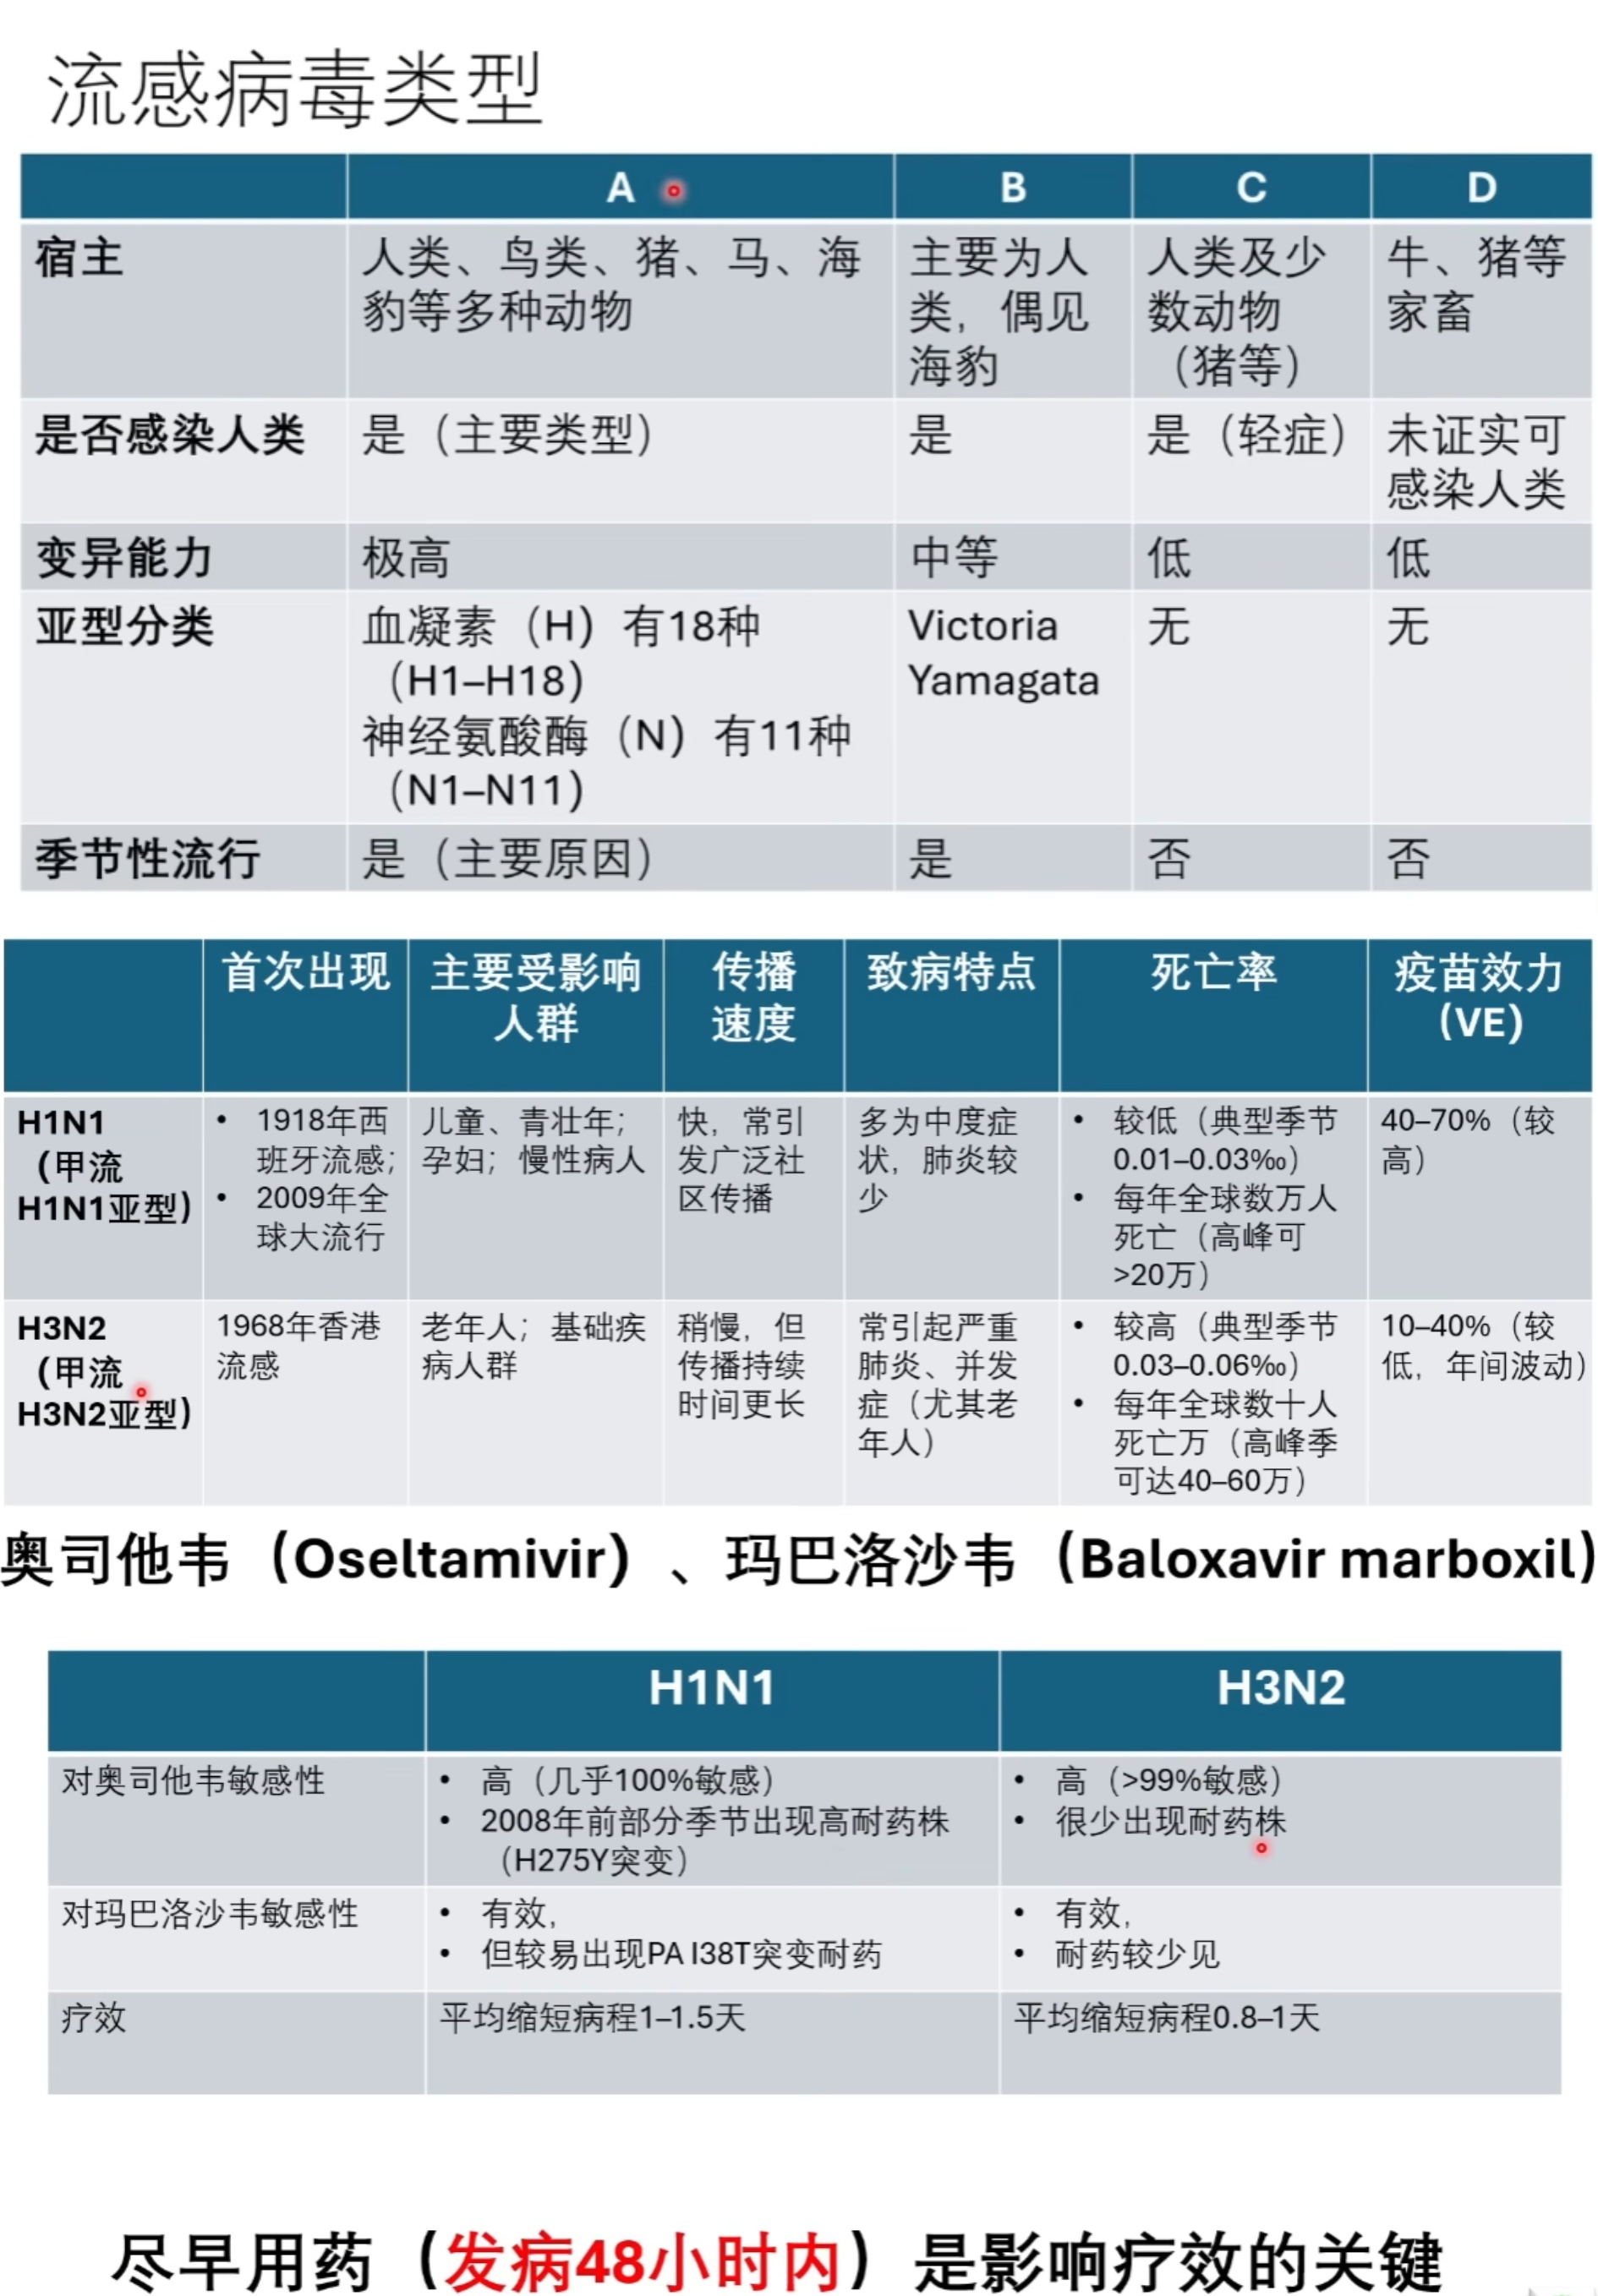 流感病毒类型
A B C D
宿主 人类、鸟类、猪、马、海 主要为人 人类及少 牛、猪等
豹等多种动物 类，偶见 数动物 家畜
海豹 （猪等）
是否感染人类 是（主要类型） 是 是（轻症） 未证实可
感染人类
变异能力 极高 中等 低 低
亚型分类 血凝素（H）有18种 Victoria 无 无
（H1–H18） Yamagata
神经氨酸酶（N）有11种
（N1–N11）
季节性流行 是（主要原因） 是 否 否
首次出现 主要受影响 传播 致病特点 死亡率 疫苗效力
人群 速度 （VE）
H1N1 • 1918年西 儿童、青壮年； 快，常引 多为中度症 • 较低（典型季节 40–70%（较
（甲流 班牙流感； 孕妇；慢性病人 发广泛社 状，肺炎较 0.01–0.03‰） 高）
H1N1亚型） • 2009年全 区传播 少 • 每年全球数万人
球大流行 死亡（高峰可
>20万）
H3N2 1968年香港 老年人；基础疾 稍慢，但 常引起严重 • 较高（典型季节 10–40%（较
（甲流 流感 病人群 传播持续 肺炎、并发 0.03–0.06‰） 低，年间波动）
H3N2亚型） 时间更长 症（尤其老 • 每年全球数十人
年人） 死亡万（高峰季
可达40–60万）
奥司他韦（Oseltamivir）、玛巴洛沙韦（Baloxavir marboxil）
H1N1 H3N2
对奥司他韦敏感性 • 高（几乎100%敏感） • 高（>99%敏感）
• 2008年前部分季节出现高耐药株 • 很少出现耐药株
（H275Y突变）
对玛巴洛沙韦敏感性 • 有效， • 有效，
• 但较易出现PA I38T突变耐药 • 耐药较少见
疗效 平均缩短病程1–1.5天 平均缩短病程0.8–1天
尽早用药（发病48小时内）是影响疗效的关键